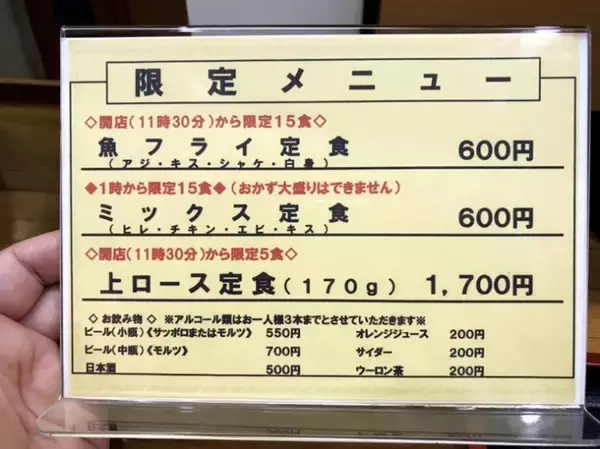 限定メニュー
◇開店(11時30分)から限定15食◇
魚フライ定食 600円
(アジ・キス・シャケ・白身)
◆1時から限定15食◆(おかず大盛りはできません)
ミックス定食 600円
(ヒレ・チキン・エビ・キス)
◇開店(11時30分)から限定5食◇
上ロース定食(170g) 1,700円
◇お飲み物◇ ※アルコール類はお一人様3本までとさせていただきます※
ビール(小瓶)《サッポロまたはモルツ》 550円 オレンジジュース 200円
ビール(中瓶)《モルツ》 700円 サイダー 200円
日本酒 500円 ウーロン茶 200円